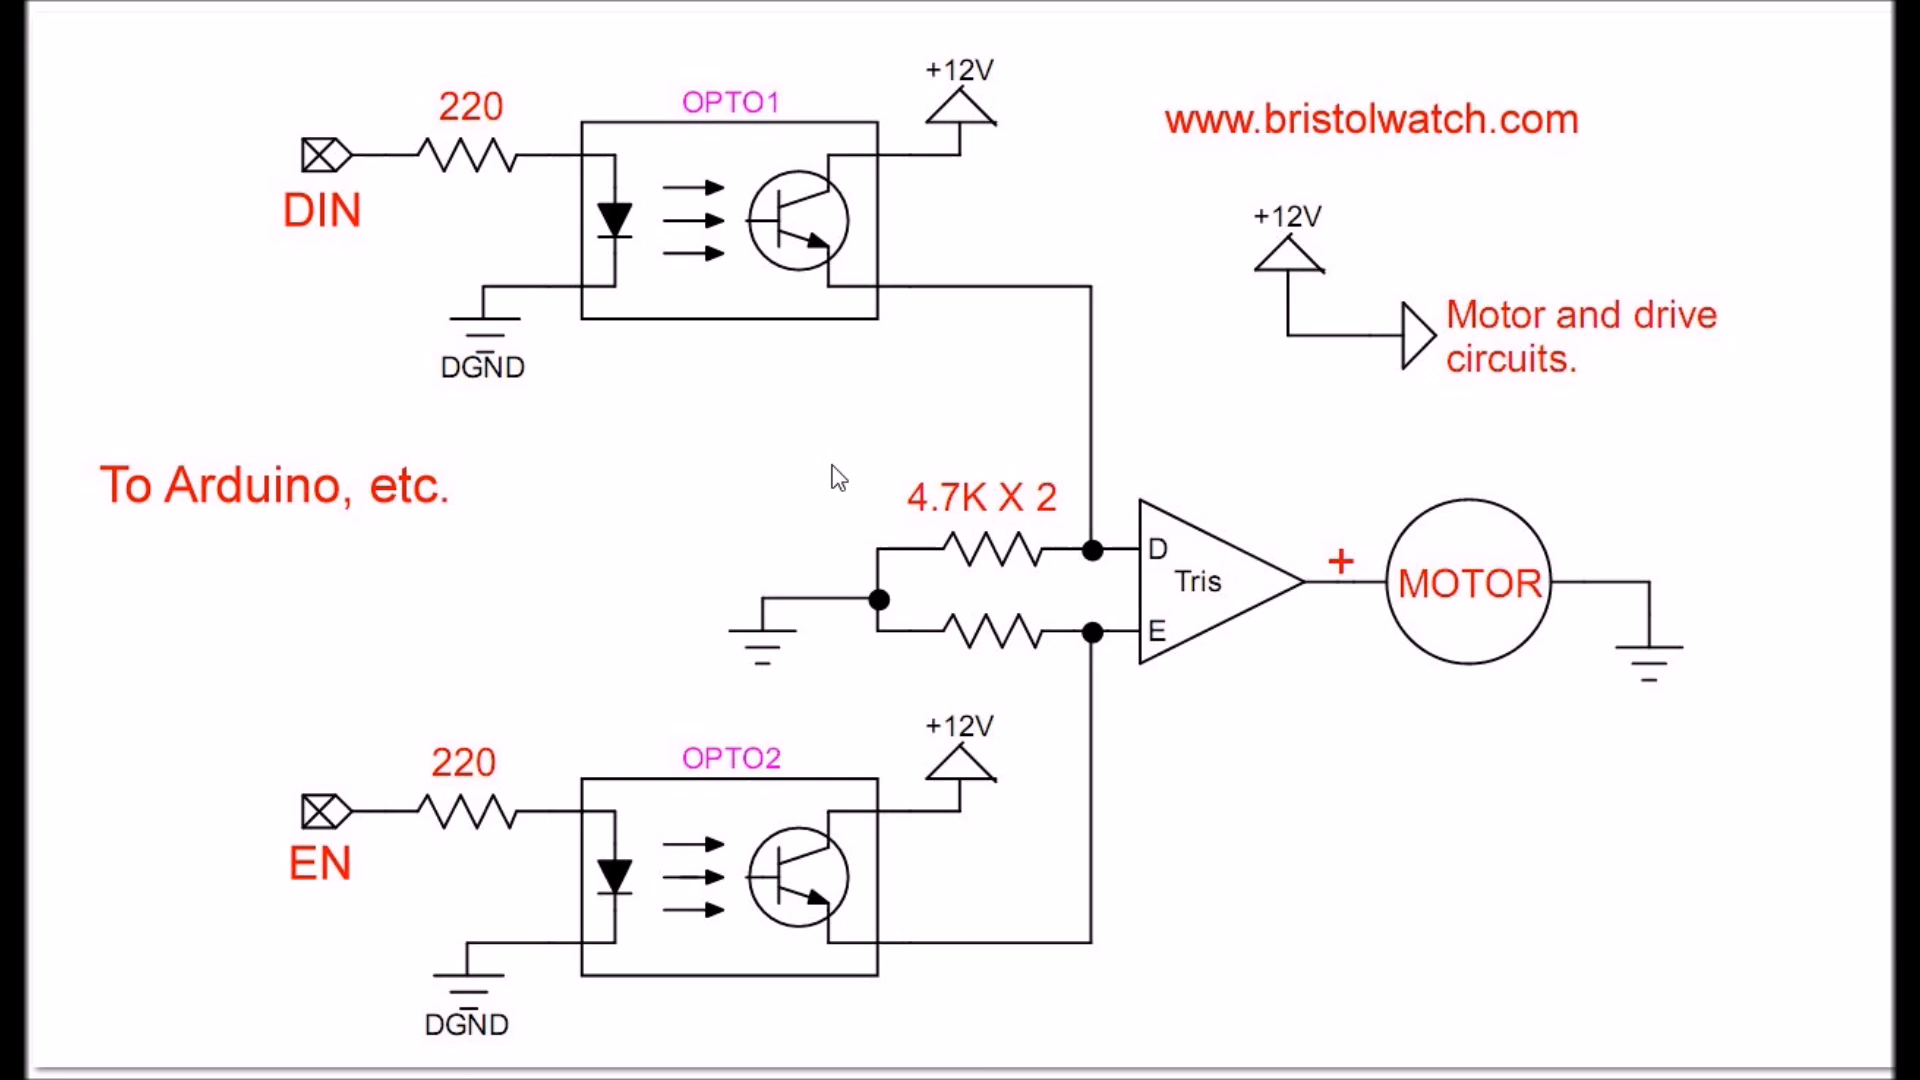 +12V
220
OPTO1
www.bristolwatch.com
DIN
+12V
Motor and drive
circuits.
DGND
To Arduino, etc.
4.7K X 2
D
Tris
+
MOTOR
E
+12V
220
OPTO2
EN
DGND